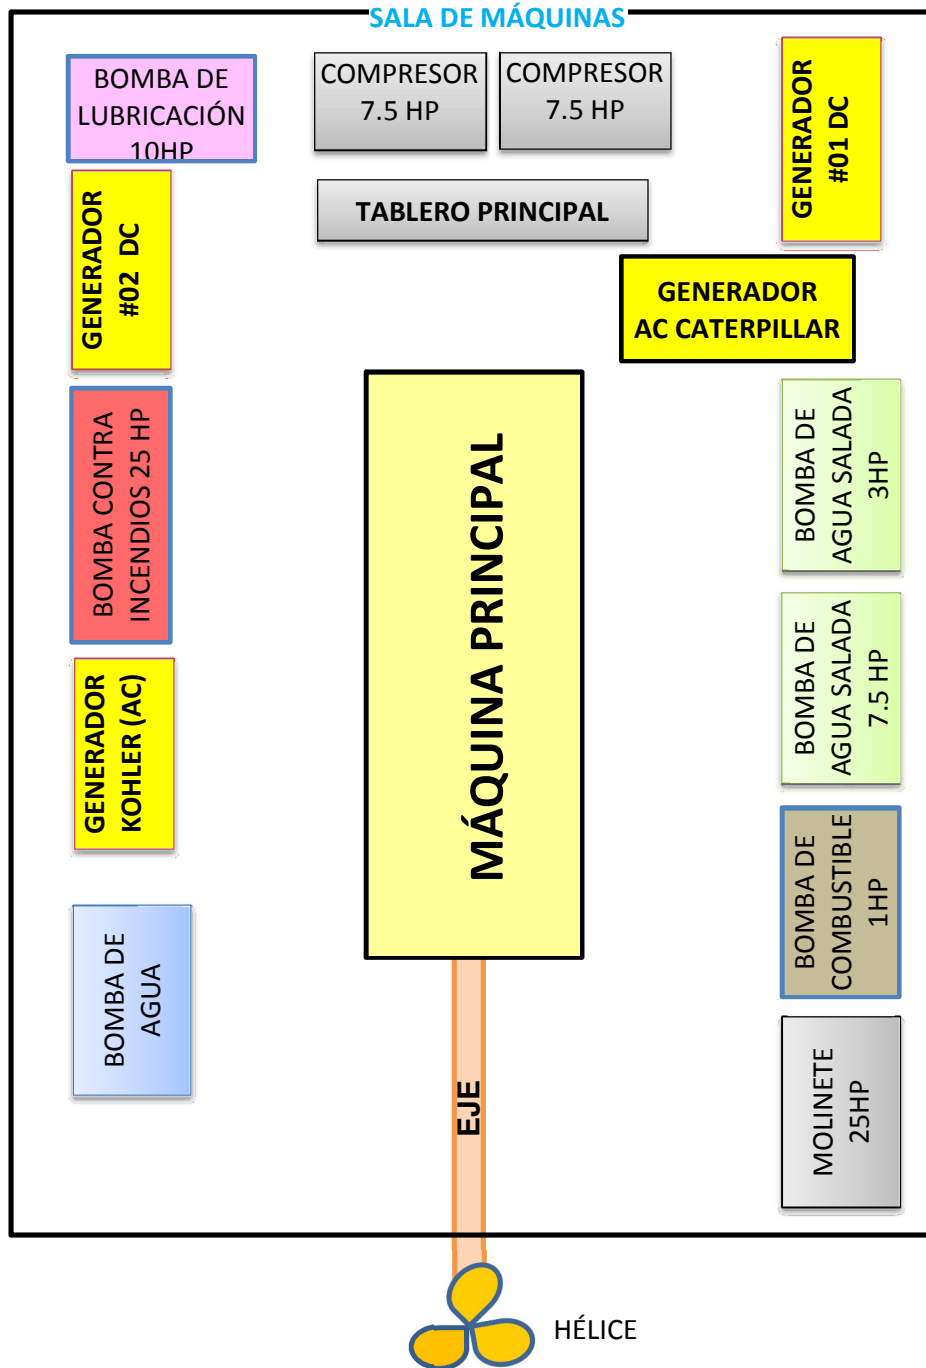 SALA DE MÁQUINAS
BOMBA DE
LUBRICACIÓN
10HP
COMPRESOR
7.5 HP
COMPRESOR
7.5 HP
GENERADOR
#01 DC
TABLERO PRINCIPAL
GENERADOR
#02 DC
GENERADOR
AC CATERPILLAR
BOMBA CONTRA
INCENDIOS 25 HP
MÁQUINA PRINCIPAL
BOMBA DE
AGUA SALADA
3HP
BOMBA DE
AGUA SALADA
7.5 HP
GENERADOR
KOHLER (AC)
BOMBA DE
COMBUSTIBLE
1HP
BOMBA DE
AGUA
EJE
MOLINETE
25HP
HÉLICE